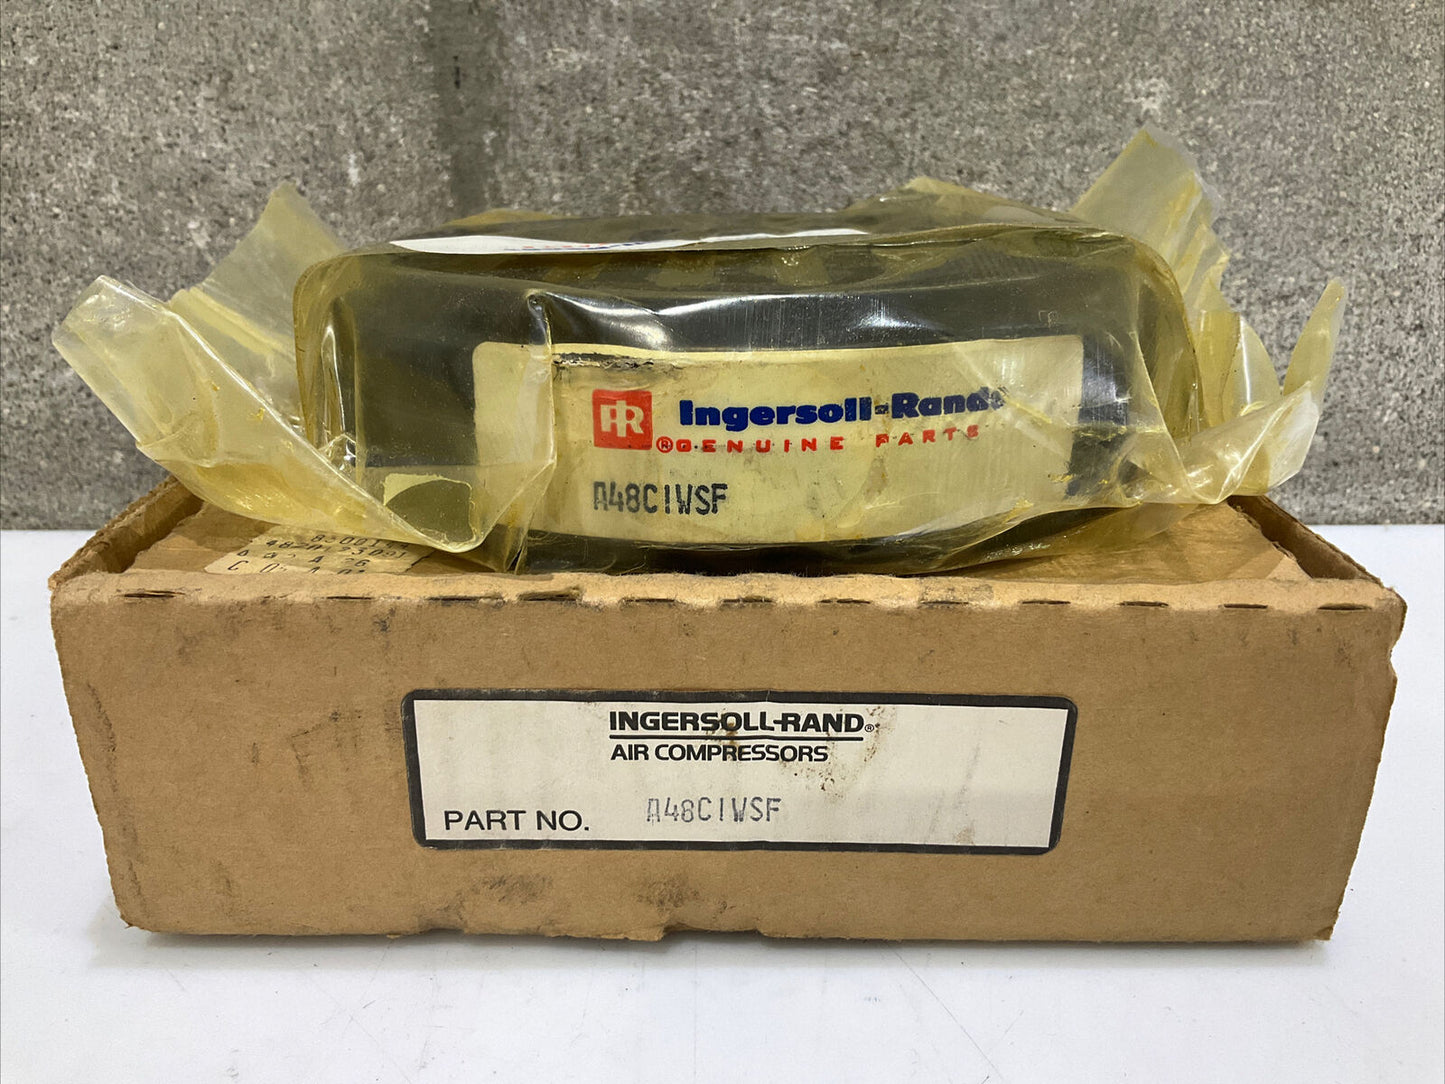 IR Ingersoll-Rand®
®GENUINE PARTS
A48C1WSF
INGERSOLL-RAND®
AIR COMPRESSORS
PART NO. A48C1WSF